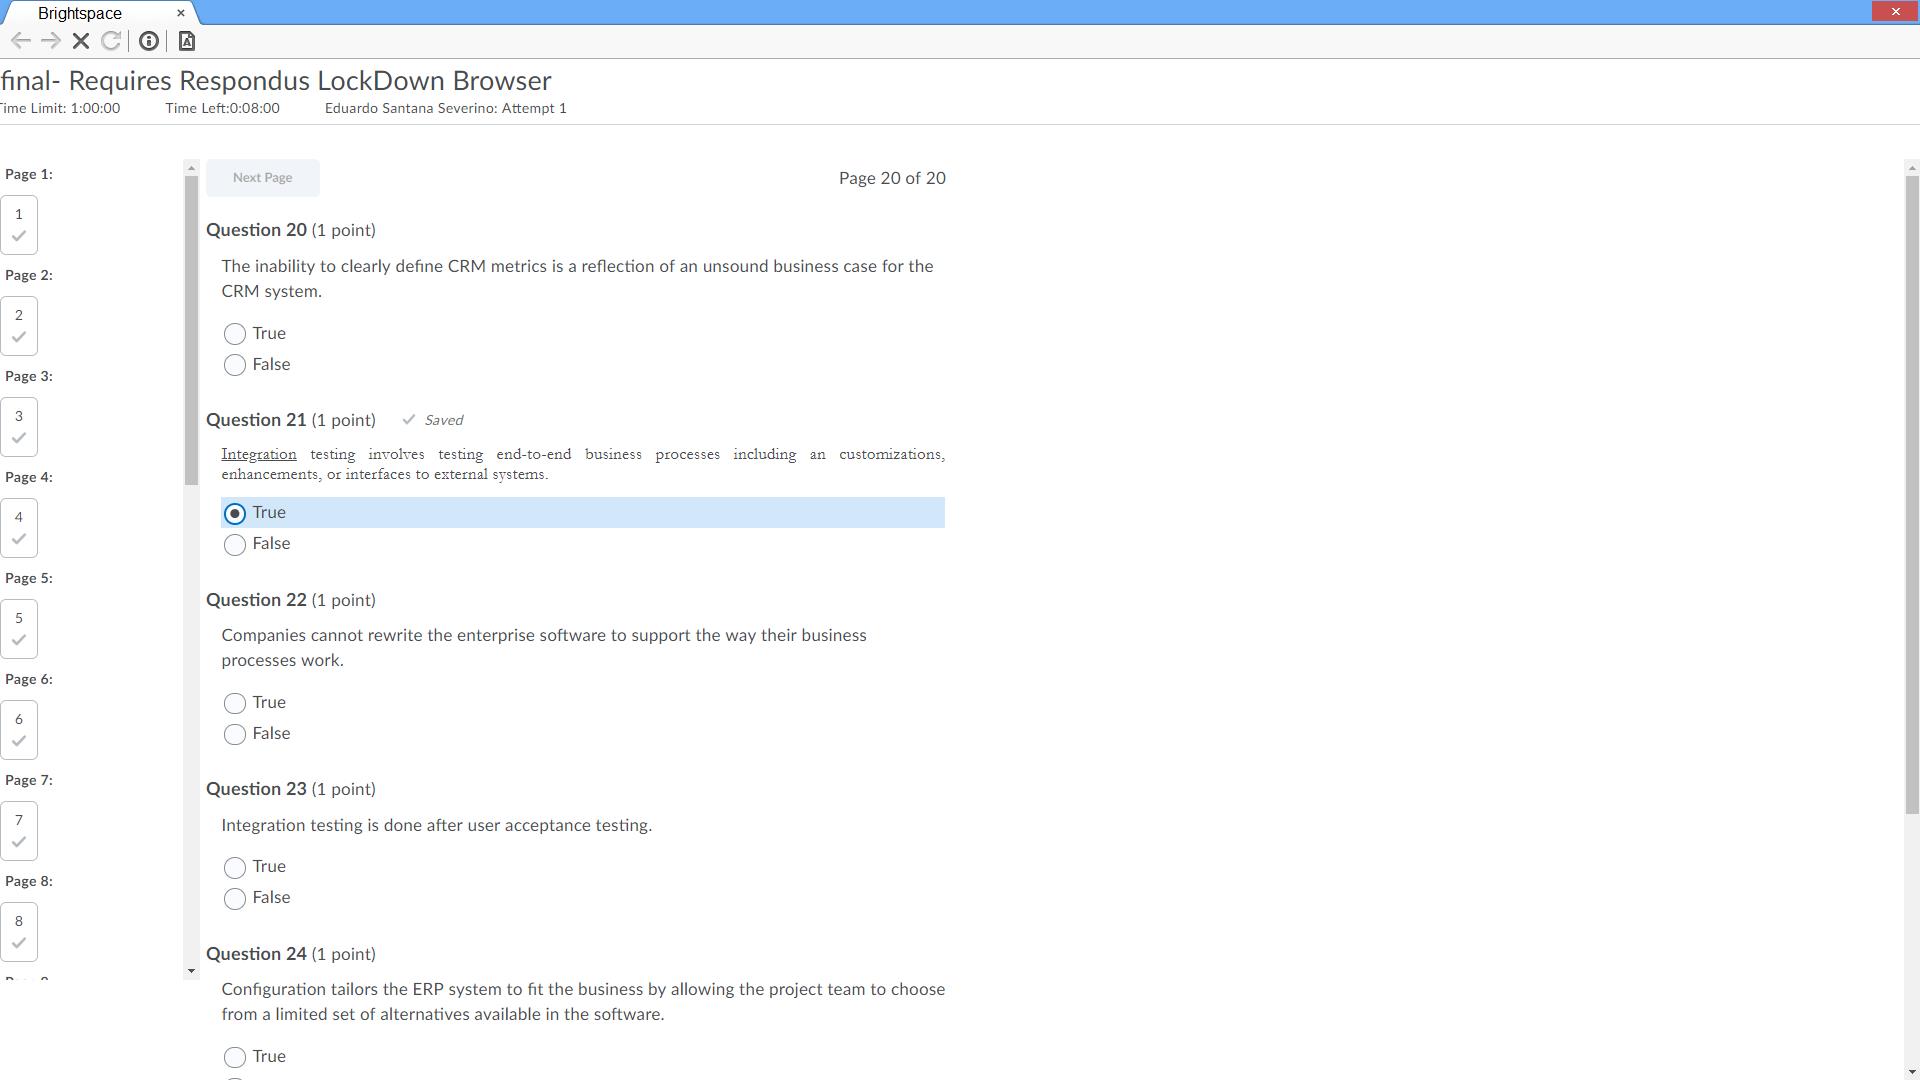 Brightspace
final- Requires Respondus LockDown Browser
Time Limit: 1:00:00 Time Left:0:08:00 Eduardo Santana Severino: Attempt 1
Page 1:
1
Page 2:
2
Page 3:
3
Page 4:
4
Page 5:
5
Page 6:
6
Page 7:
7
Page 8:
8
Next Page
Page 20 of 20
Question 20 (1 point)
The inability to clearly define CRM metrics is a reflection of an unsound business case for the
CRM system.
True
False
Question 21 (1 point) Saved
Integration testing involves testing end-to-end business processes including an customizations,
enhancements, or interfaces to external systems.
True
False
Question 22 (1 point)
Companies cannot rewrite the enterprise software to support the way their business
processes work.
True
False
Question 23 (1 point)
Integration testing is done after user acceptance testing.
True
False
Question 24 (1 point)
Configuration tailors the ERP system to fit the business by allowing the project team to choose
from a limited set of alternatives available in the software.
True